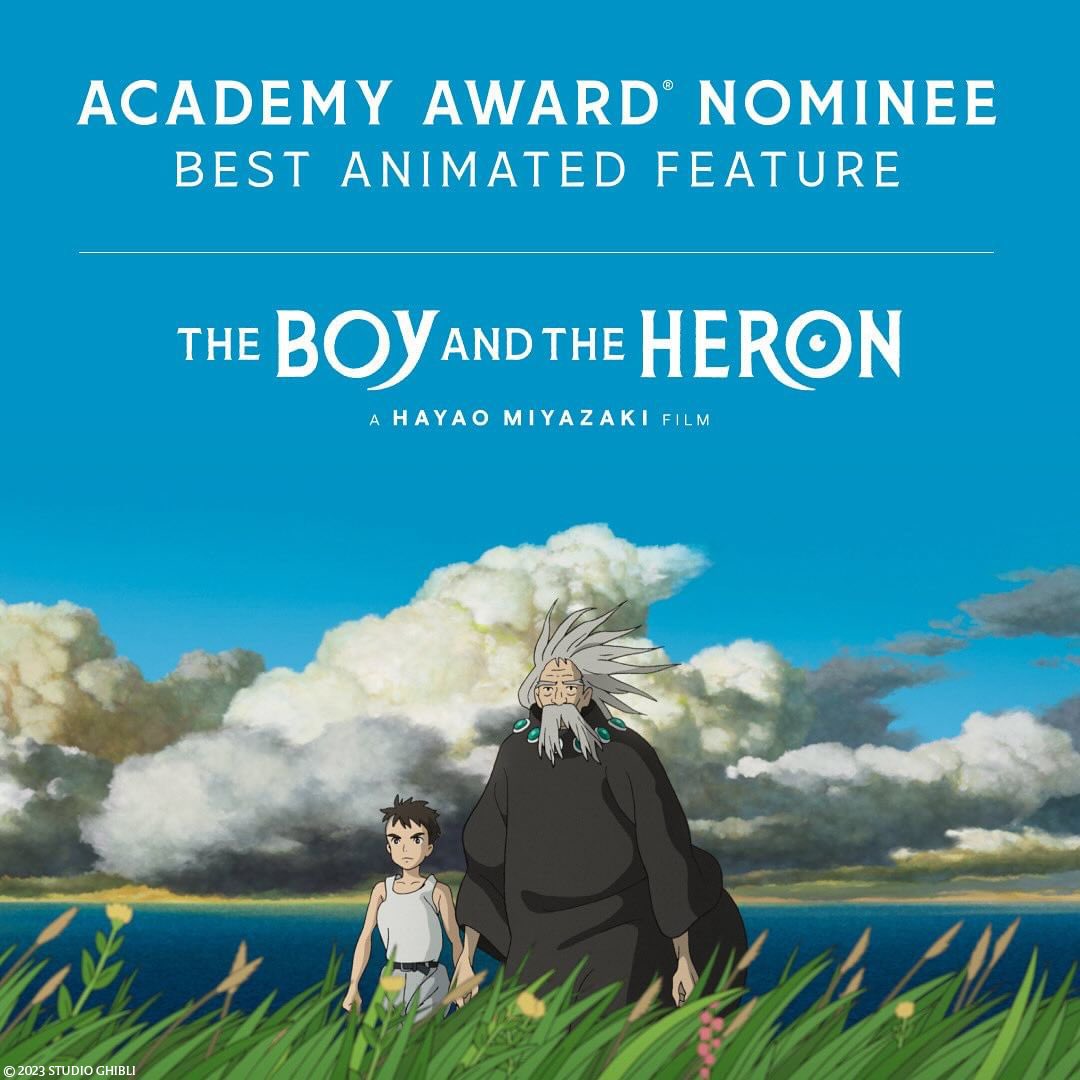 ACADEMY AWARD® NOMINEE
BEST ANIMATED FEATURE
THE BOY AND THE HERON
A HAYAO MIYAZAKI FILM
© 2023 STUDIO GHIBLI